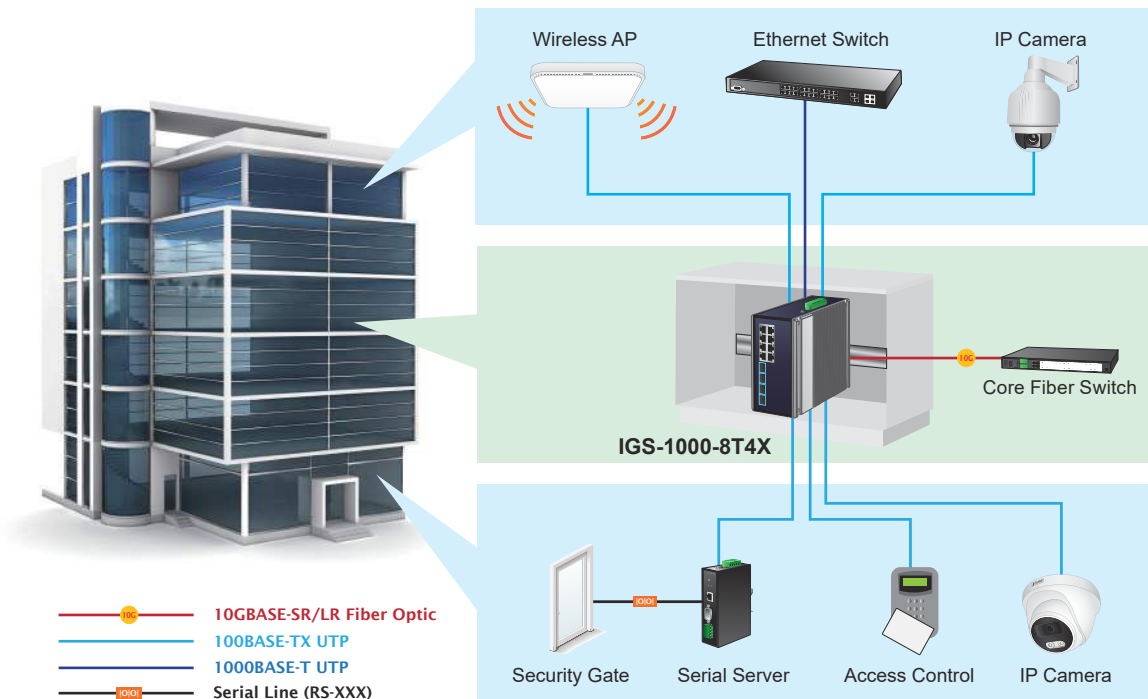 Wireless AP
Ethernet Switch
IP Camera
10G
Core Fiber Switch
IGS-1000-8T4X
|O|O|
Security Gate
Serial Server
Access Control
IP Camera
10G
10GBASE-SR/LR Fiber Optic
100BASE-TX UTP
1000BASE-T UTP
|O|O|
Serial Line (RS-XXX)